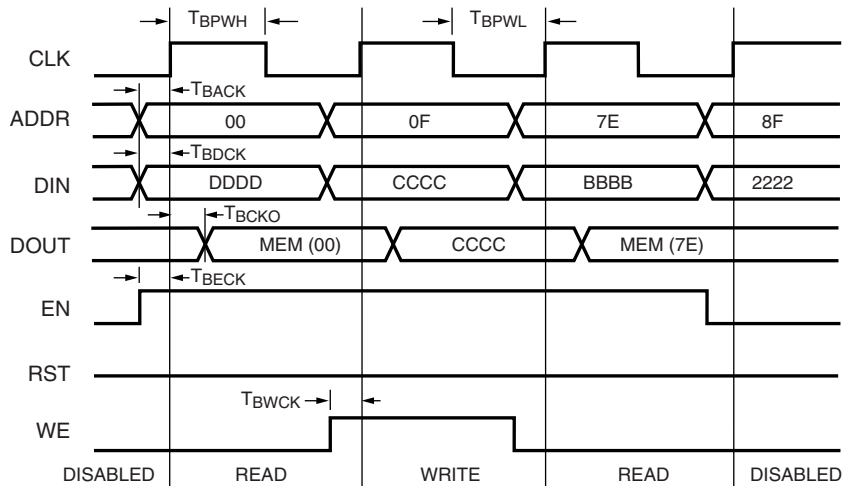 TBPWH TBPWL
CLK
TBACK
ADDR 00 0F 7E 8F
TBDCK
DIN DDDD CCCC BBBB 2222
TBCKO
DOUT MEM (00) CCCC MEM (7E)
TBECK
EN
RST
TBWCK
WE
DISABLED READ WRITE READ DISABLED